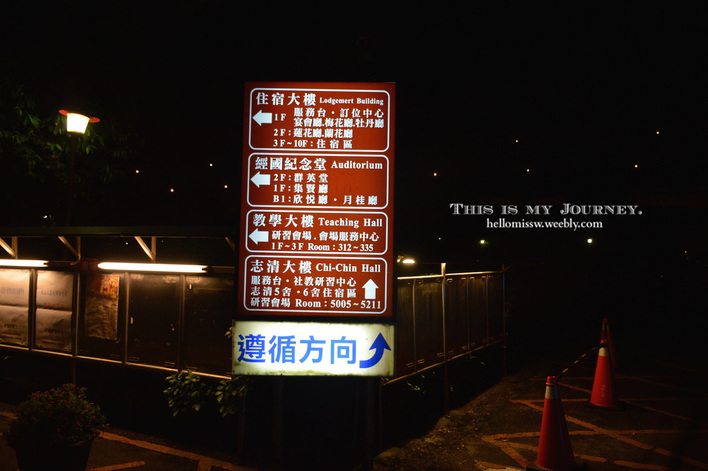 住宿大樓 Lodgemert Building
1F 服務台．訂位中心
宴會廳.梅花廳.牡丹廳
2F：蓮花廳．蘭花廳
3F～10F：住宿區
經國紀念堂 Auditorium
2F：群英堂
1F：集賢廳
B1：欣悅廳．月桂廳
教學大樓 Teaching Hall
研習會場．會場服務中心
1F～3F Room：312～335
志清大樓 Chi-Chin Hall
服務台．社教研習中心
志清5舍．6舍住宿區
研習會場 Room：5005～5211
遵循方向
This is my Journey.
hellomissw.weebly.com